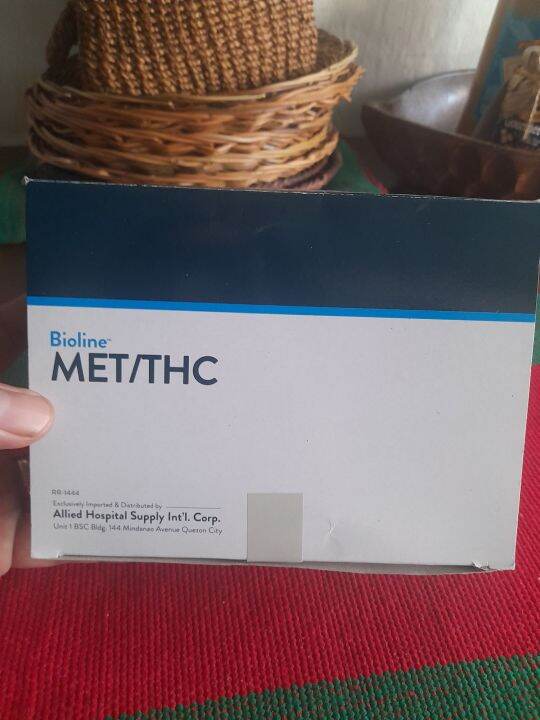 Bioline™
MET/THC
RR-1444
Exclusively Imported & Distributed by
Allied Hospital Supply Int'l. Corp.
Unit 1 BSC Bldg. 144 Mindanao Avenue Quezon City